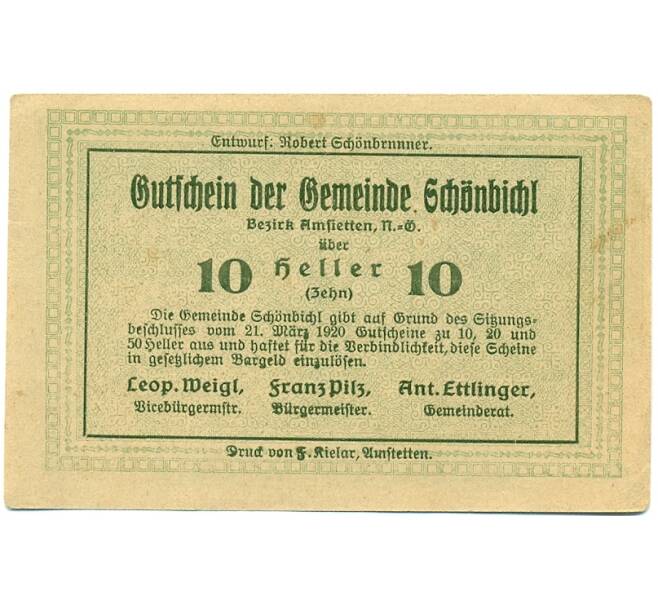 Entwurf: Robert Schönbrunner.
Gutschein der Gemeinde Schönbichl
Bezirk Amstetten, N.-Ö.
über
10 Heller 10
(Zehn)
Die Gemeinde Schönbichl gibt auf Grund des Sitzungs-
beschlusses vom 21. März 1920 Gutscheine zu 10, 20 und
50 Heller aus und haftet für die Verbindlichkeit, diese Scheine
in gesetzlichem Bargeld einzulösen.
Leop. Weigl, Franz Pilz, Ant. Ettlinger,
Vicebürgermstr. Bürgermeister. Gemeinderat.
Druck von F. Kielar, Amstetten.